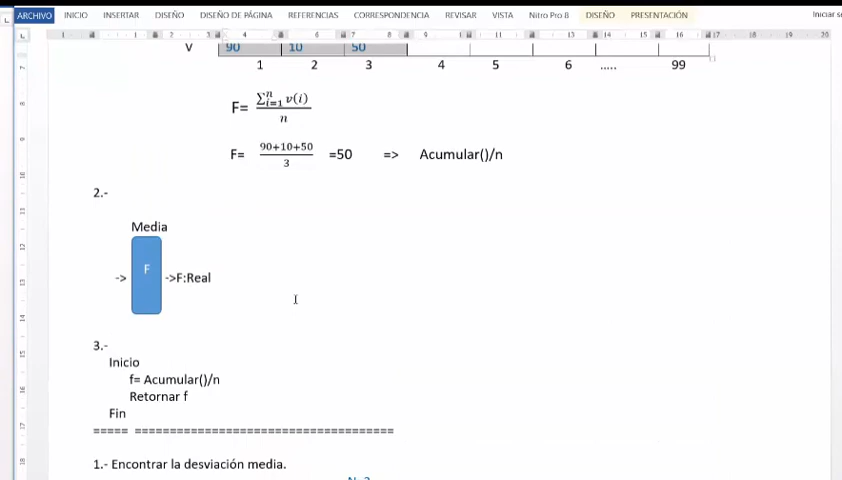 ARCHIVO INICIO INSERTAR DISEÑO DISEÑO DE PÁGINA REFERENCIAS CORRESPONDENCIA REVISAR VISTA Nitro Pro 8 DISEÑO PRESENTACIÓN Iniciar
V 90 10 50
1 2 3 4 5 6 ..... 99
F= ∑ⁿᵢ₌₁ v(i) / n
F= 90+10+50 / 3 =50 => Acumular()/n
2.-
Media
F
-> ->F:Real
3.-
Inicio
f= Acumular()/n
Retornar f
Fin
===== ====================================
1.- Encontrar la desviación media.